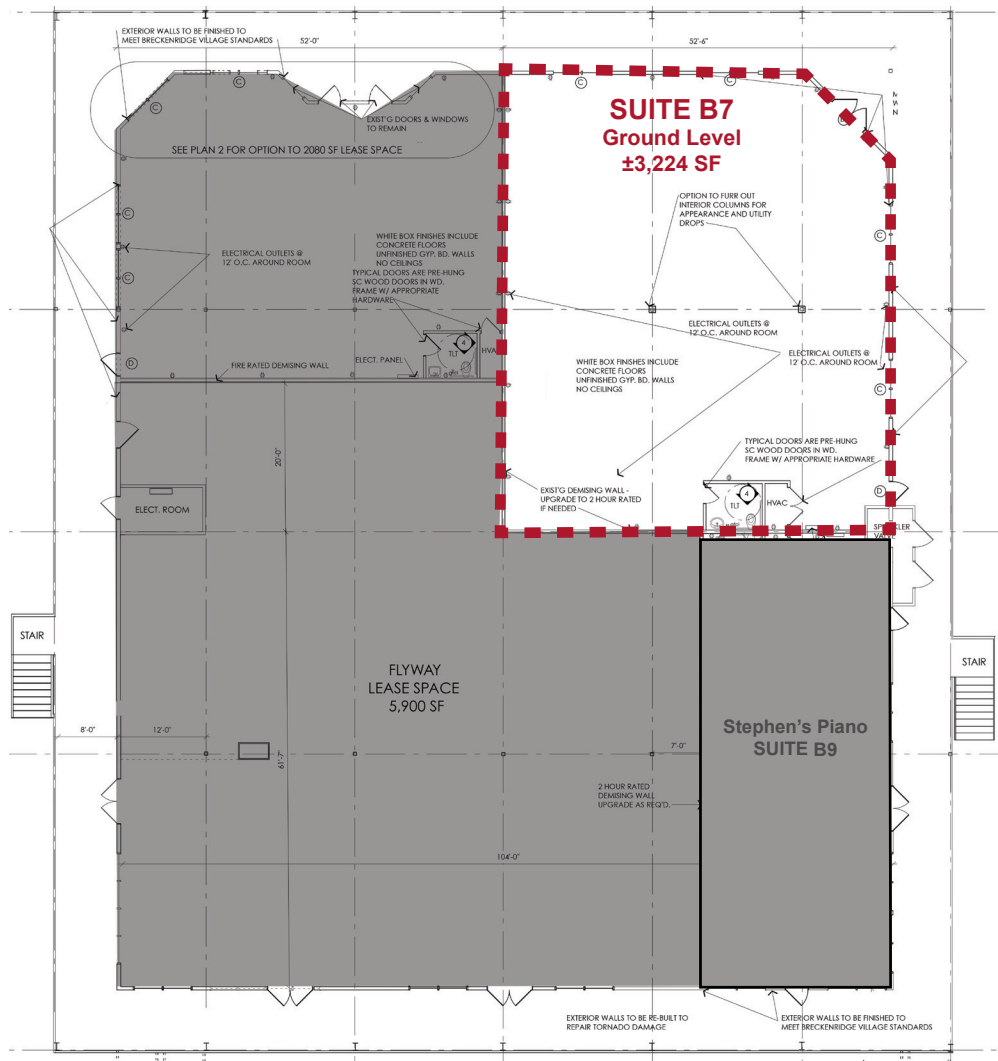 EXTERIOR WALLS TO BE FINISHED TO
MEET BRECKENRIDGE VILLAGE STANDARDS
52'-0"
52'-6"
C
C
C
EXIST'G DOORS & WINDOWS
TO REMAIN
SEE PLAN 2 FOR OPTION TO 2080 SF LEASE SPACE
SUITE B7
Ground Level
±3,224 SF
OPTION TO FURR OUT
INTERIOR COLUMNS FOR
APPEARANCE AND UTILITY
DROPS
C
C
C
ELECTRICAL OUTLETS @
12' O.C. AROUND ROOM
WHITE BOX FINISHES INCLUDE
CONCRETE FLOORS
UNFINISHED GYP. BD. WALLS
NO CEILINGS
TYPICAL DOORS ARE PRE-HUNG
SC WOOD DOORS IN WD.
FRAME W/ APPROPRIATE
HARDWARE
4
TLT
HVA
D
FIRE RATED DEMISING WALL
ELECT. PANEL
ELECTRICAL OUTLETS @
12' O.C. AROUND ROOM
ELECTRICAL OUTLETS @
12' O.C. AROUND ROOM
WHITE BOX FINISHES INCLUDE
CONCRETE FLOORS
UNFINISHED GYP. BD. WALLS
NO CEILINGS
C
TYPICAL DOORS ARE PRE-HUNG
SC WOOD DOORS IN WD.
FRAME W/ APPROPRIATE HARDWARE
20'-0"
EXIST'G DEMISING WALL -
UPGRADE TO 2 HOUR RATED
IF NEEDED
4
TLT
HVAC
D
ELECT. ROOM
STAIR
FLYWAY
LEASE SPACE
5,900 SF
STAIR
8'-0"
12'-0"
61'-7"
7'-0"
Stephen's Piano
SUITE B9
2 HOUR RATED
DEMISING WALL
UPGRADE AS REQ'D.
104'-0"
EXTERIOR WALLS TO BE RE-BUILT TO
REPAIR TORNADO DAMAGE
EXTERIOR WALLS TO BE FINISHED TO
MEET BRECKENRIDGE VILLAGE STANDARDS